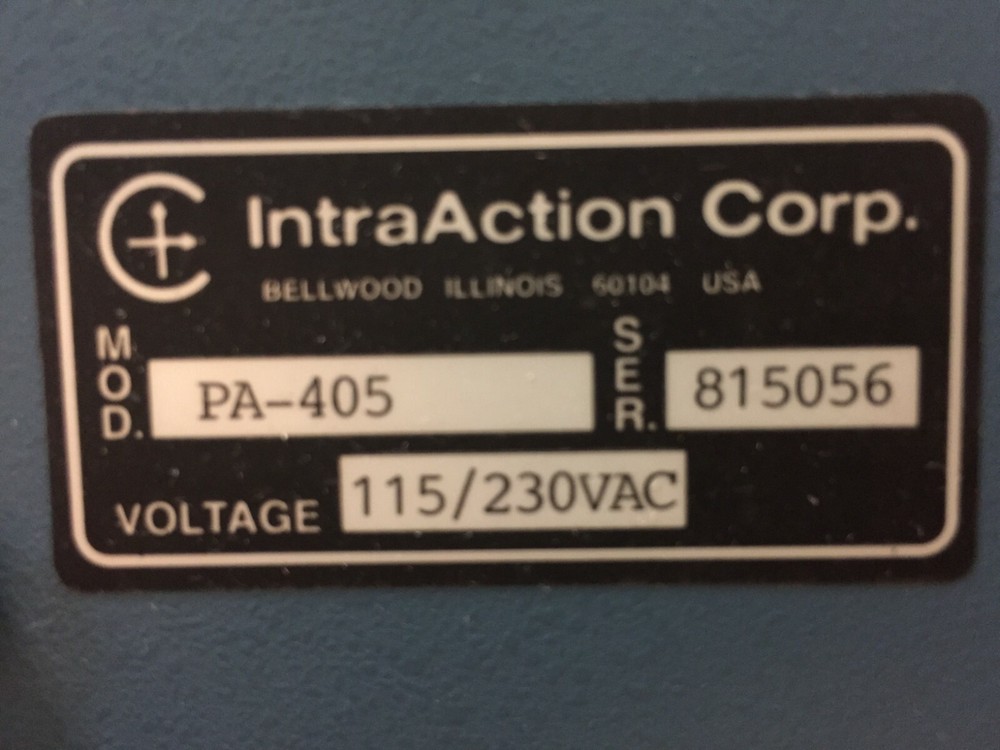 IntraAction Corp.
BELLWOOD ILLINOIS 60104 USA
MOD. PA-405 SER. 815056
VOLTAGE 115/230VAC